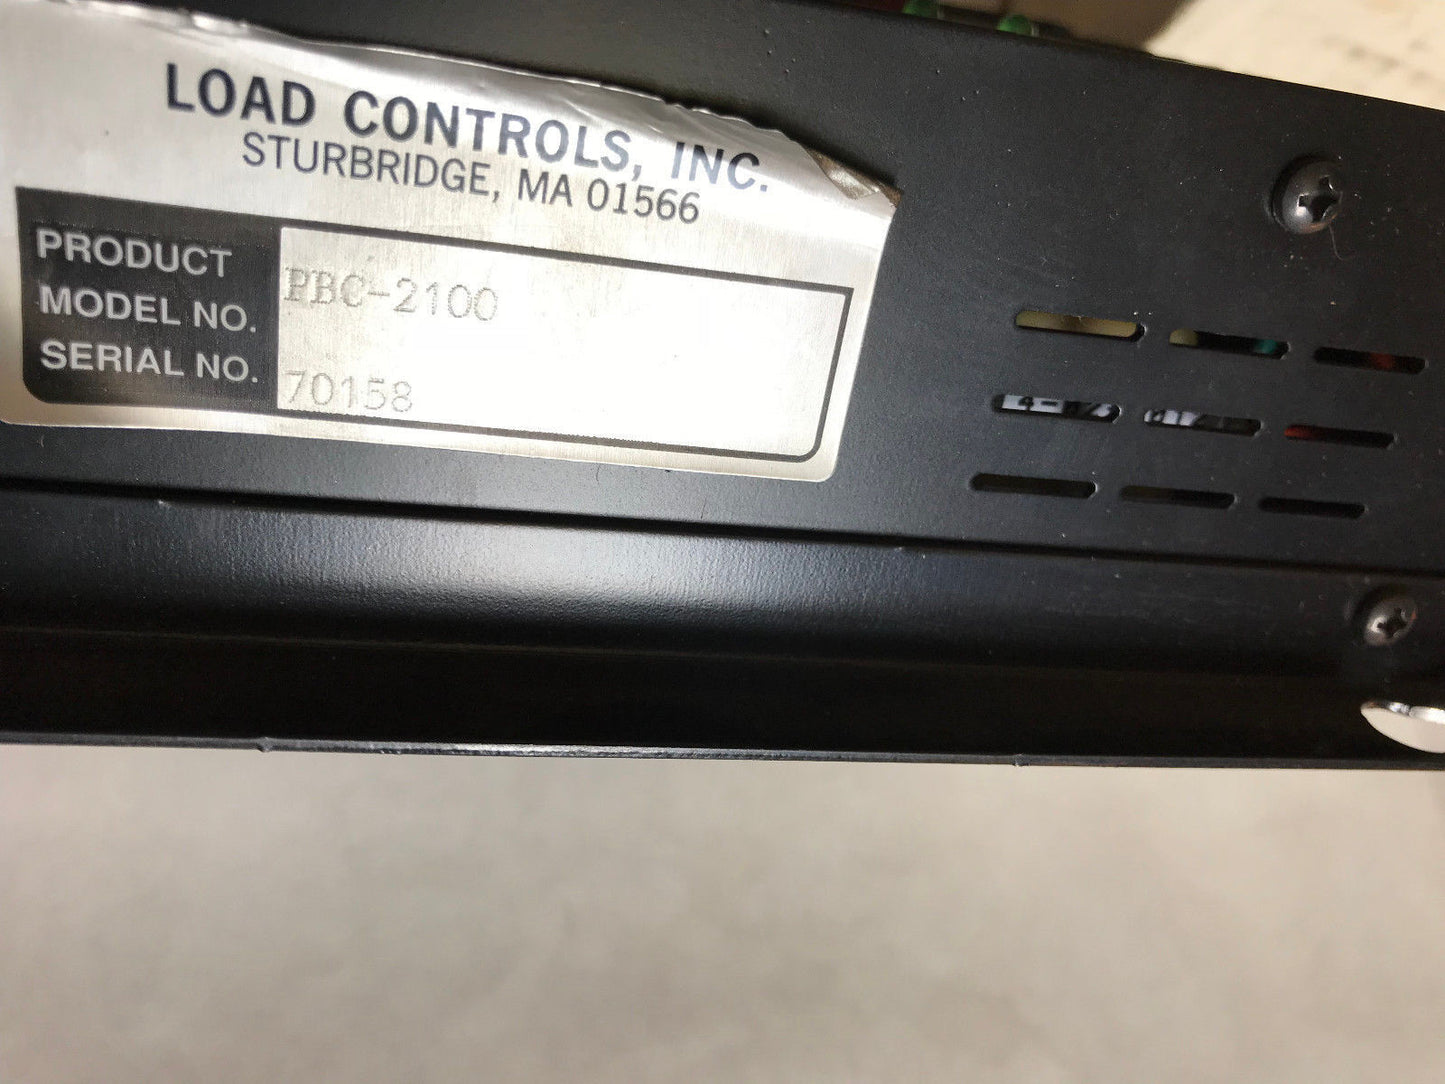 LOAD CONTROLS, INC.
STURBRIDGE, MA 01566
PRODUCT
MODEL NO. PBC-2100
SERIAL NO. 70158